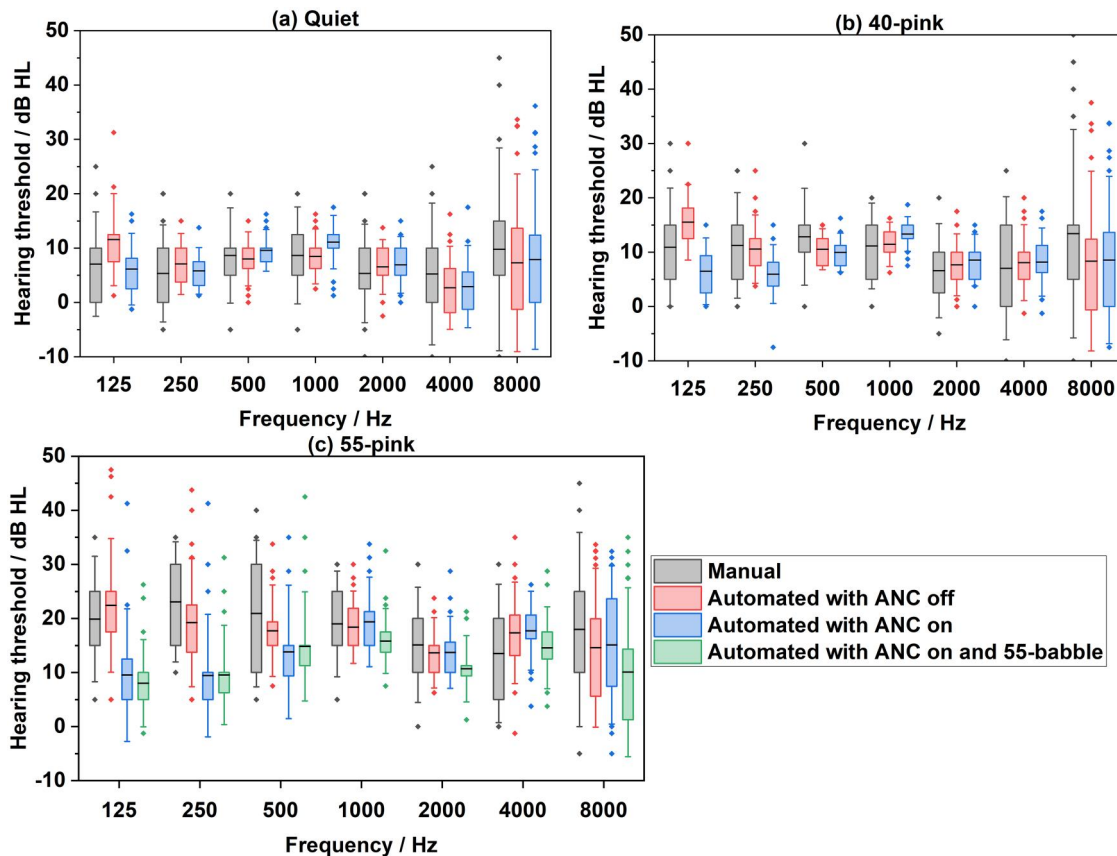 (a) Quiet
50
40
30
20
10
0
-10
Hearing threshold / dB HL
125 250 500 1000 2000 4000 8000
Frequency / Hz
(b) 40-pink
50
40
30
20
10
0
-10
Hearing threshold / dB HL
125 250 500 1000 2000 4000 8000
Frequency / Hz
(c) 55-pink
50
40
30
20
10
0
-10
Hearing threshold / dB HL
125 250 500 1000 2000 4000 8000
Frequency / Hz
Manual
Automated with ANC off
Automated with ANC on
Automated with ANC on and 55-babble